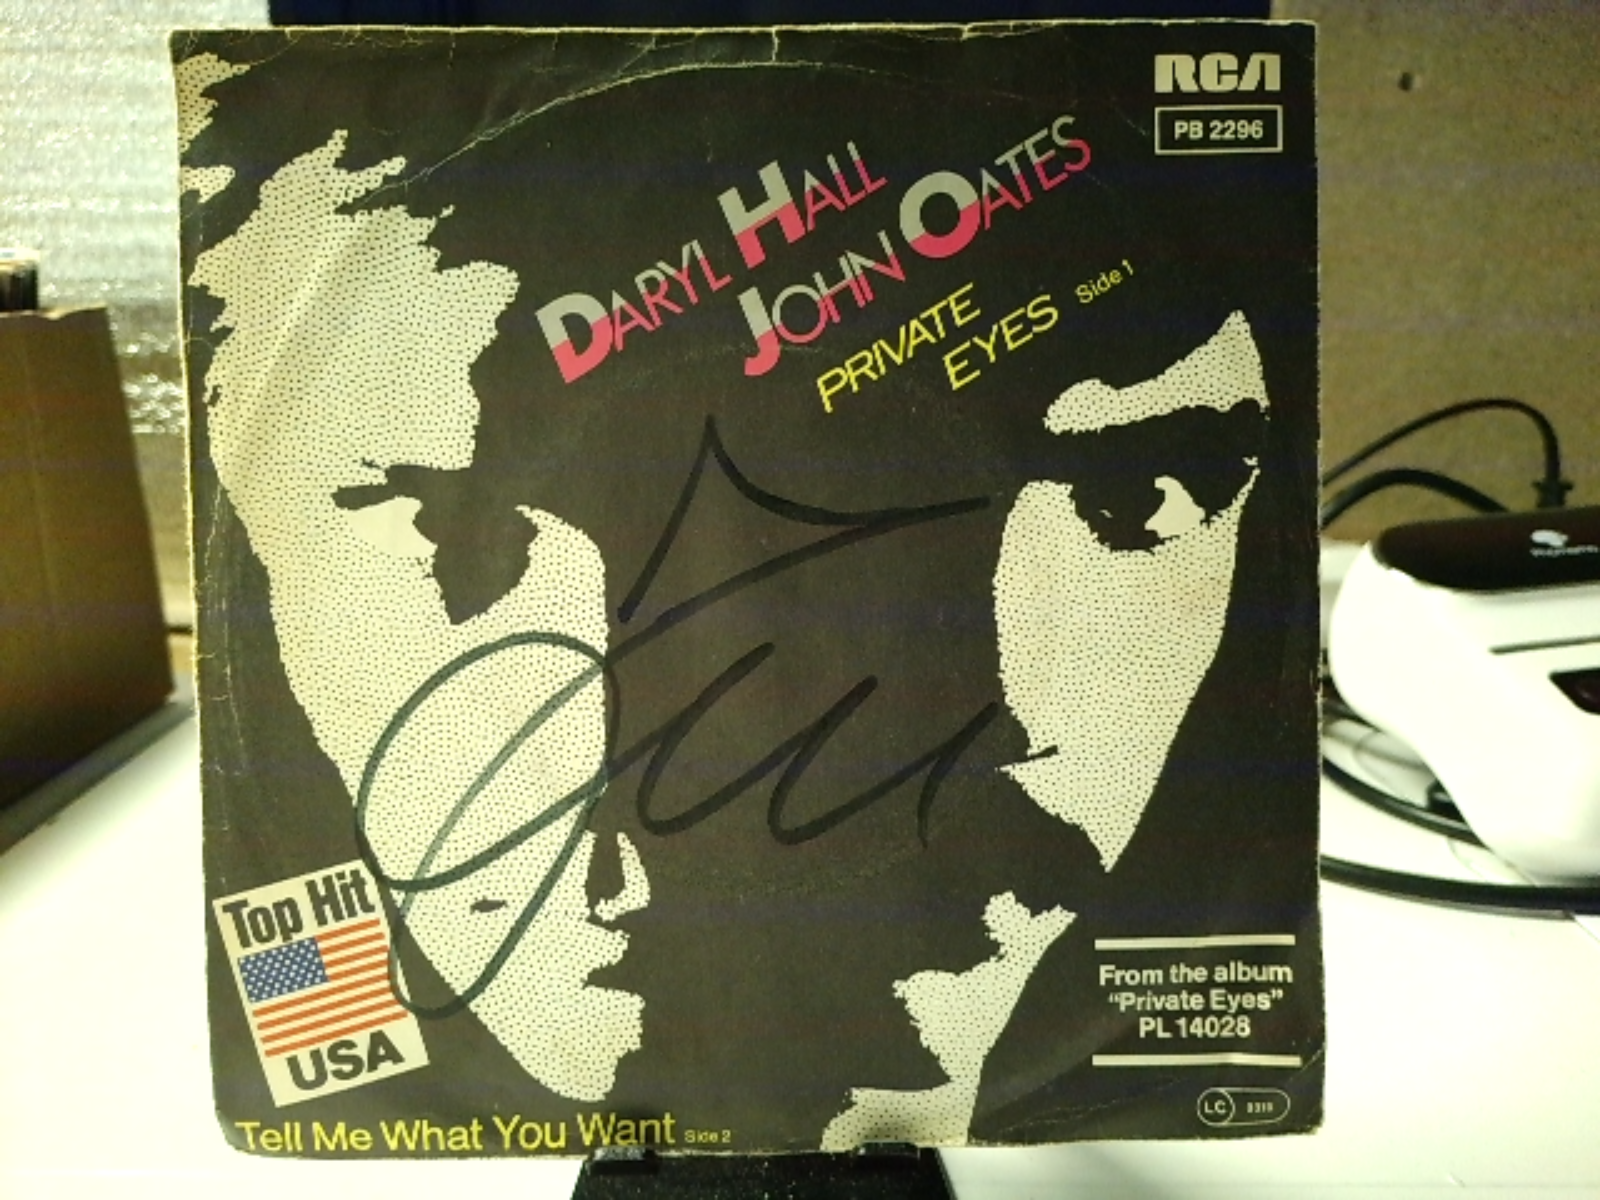 RCA
PB 2296
DARYL HALL
JOHN OATES
PRIVATE
EYES Side 1
Top Hit
USA
From the album
"Private Eyes"
PL 14028
LC
Tell Me What You Want Side 2